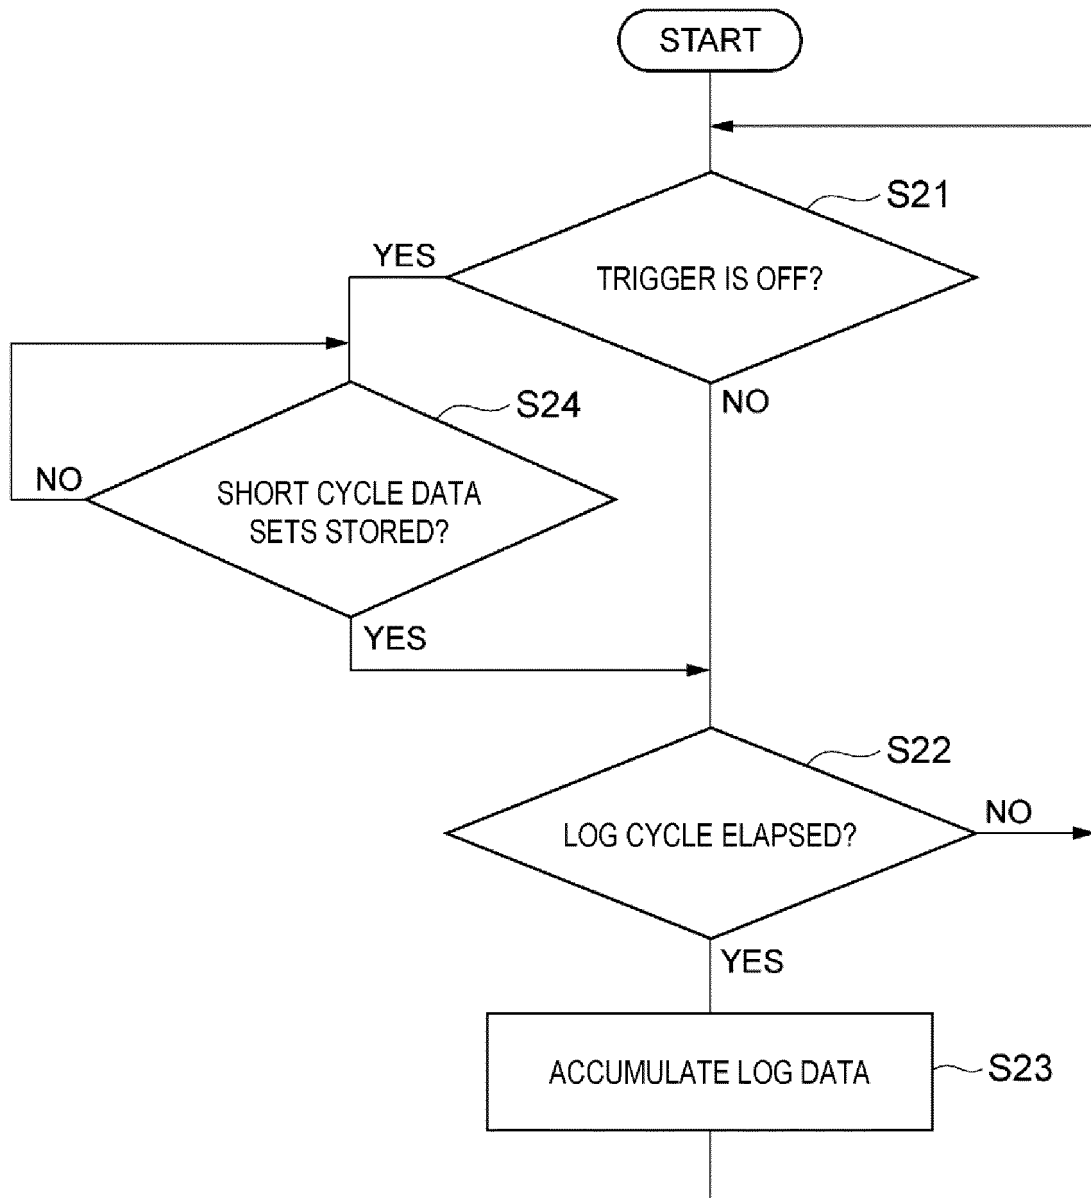 START
S21
YES
TRIGGER IS OFF?
NO
S24
NO
SHORT CYCLE DATA
SETS STORED?
YES
S22
NO
LOG CYCLE ELAPSED?
YES
ACCUMULATE LOG DATA
S23